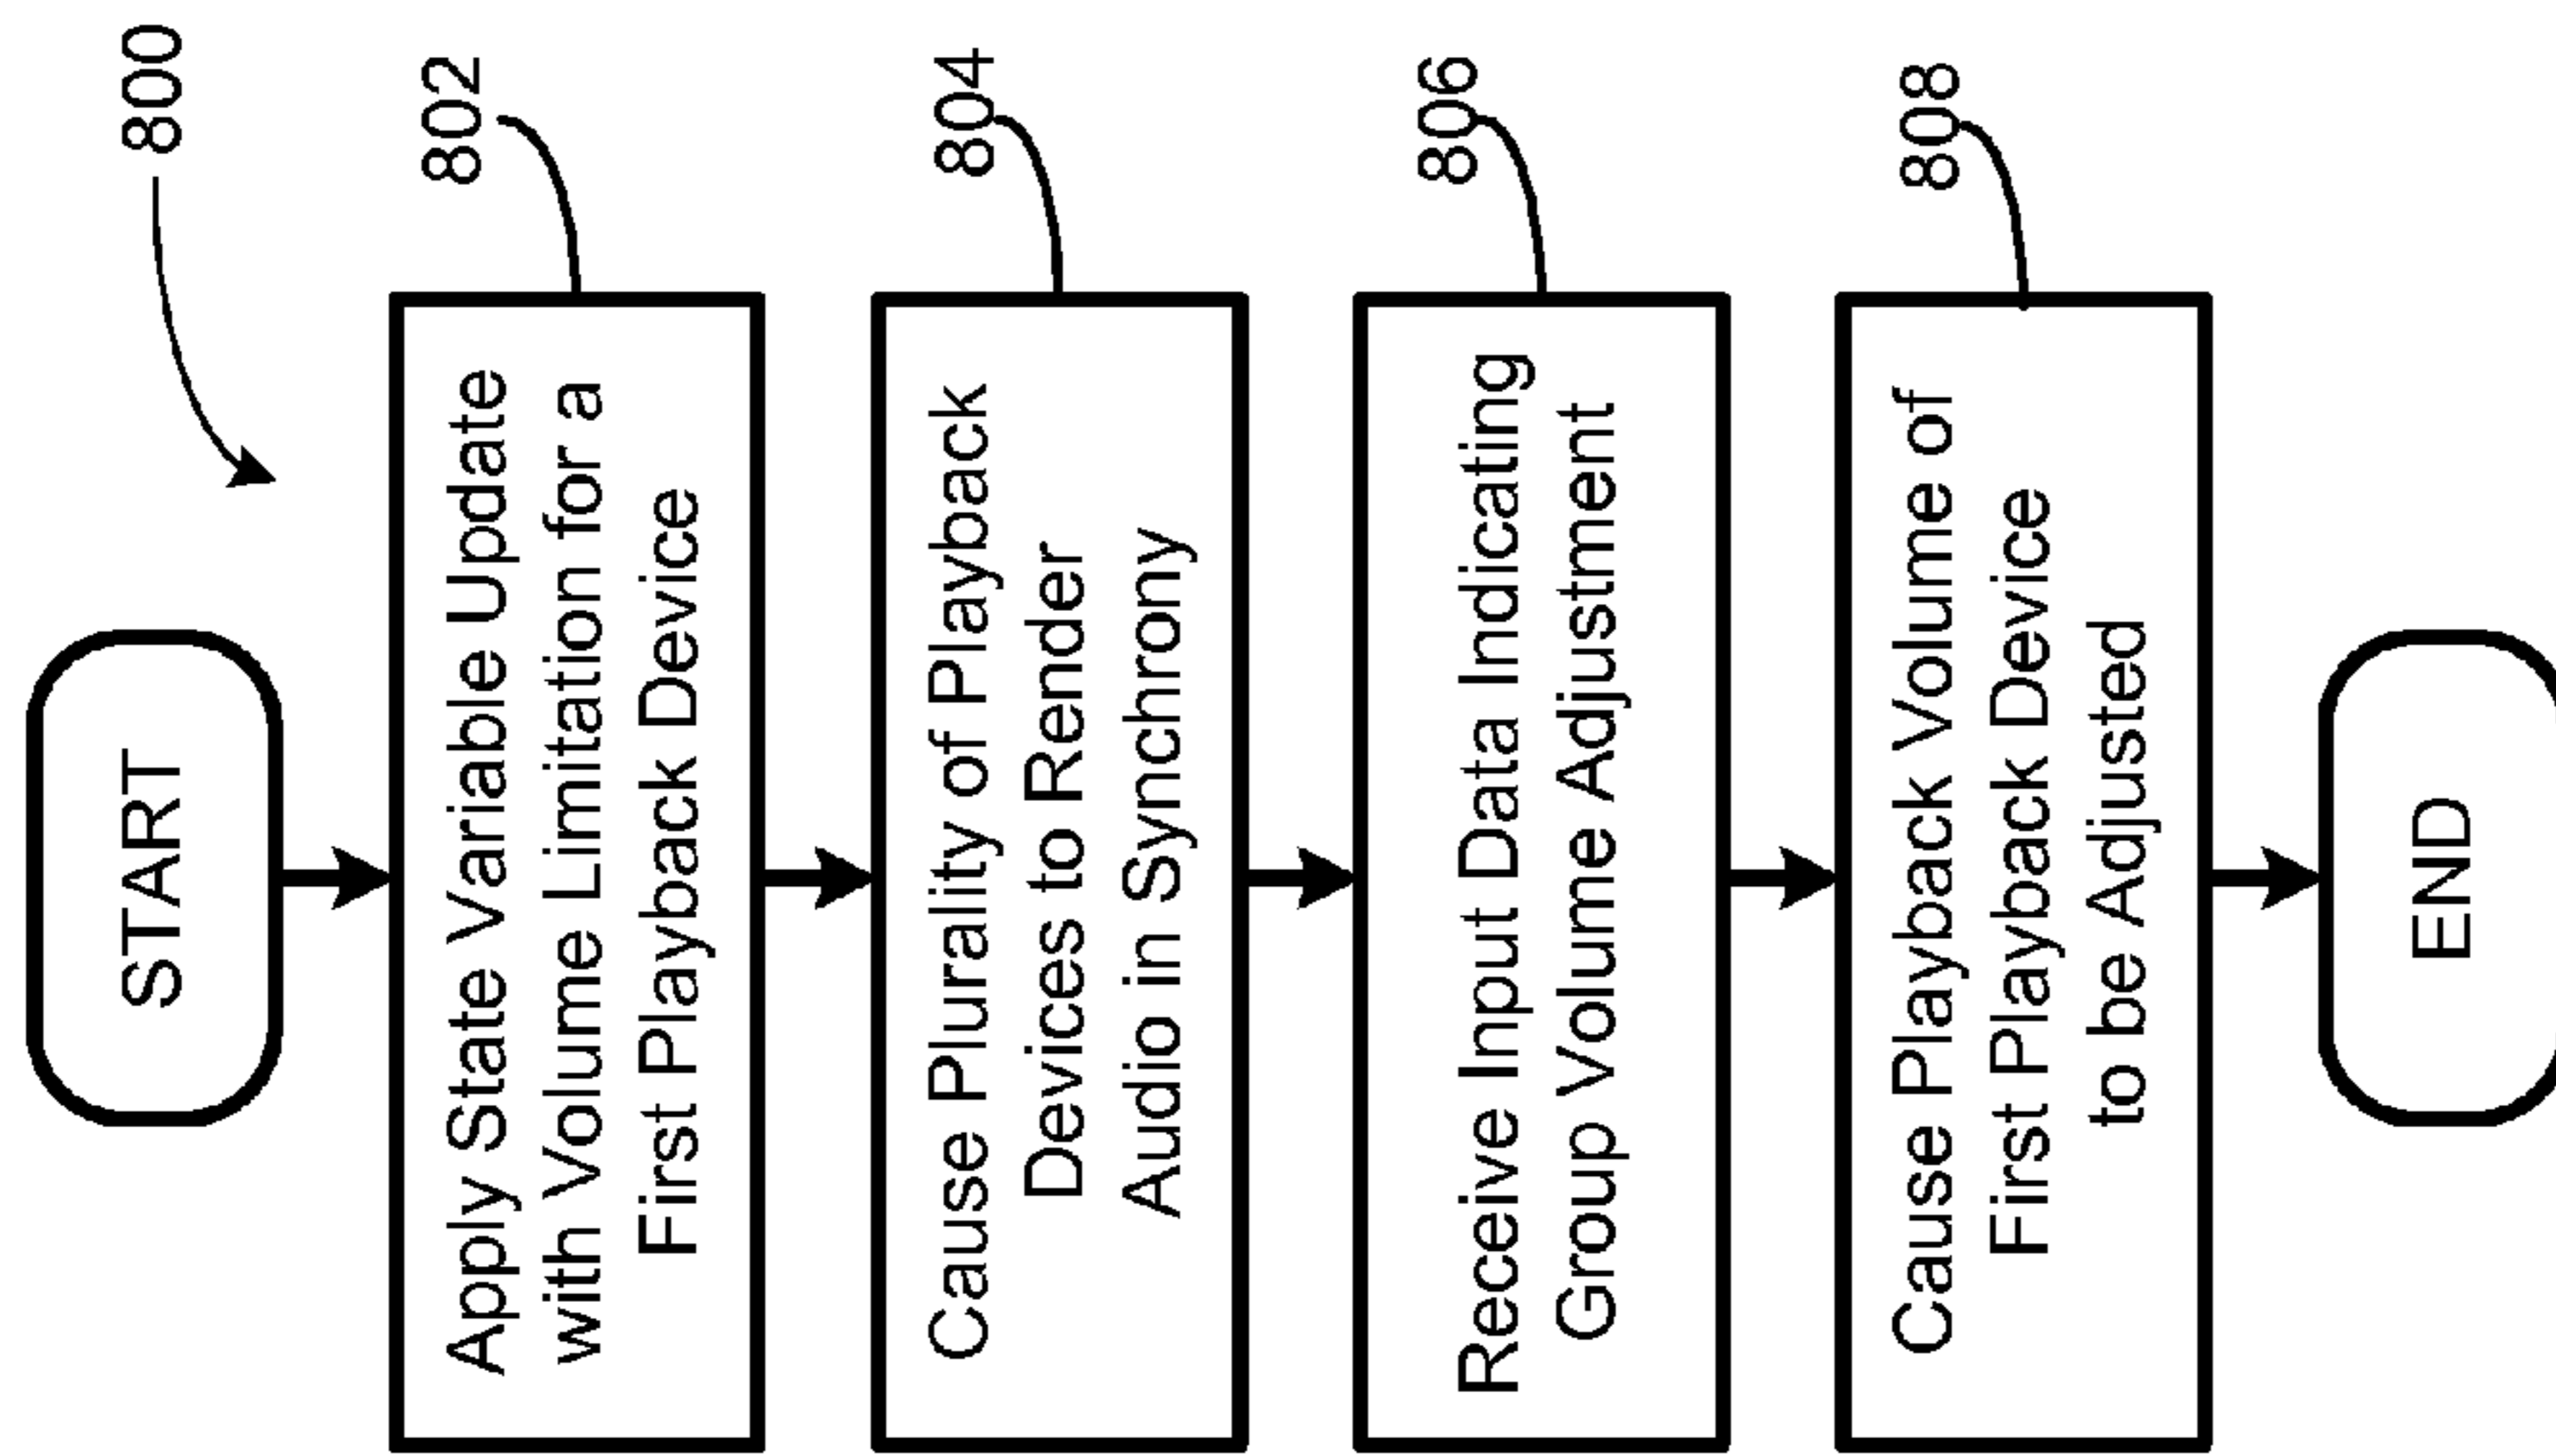 800
START
Apply State Variable Update
with Volume Limitation for a
First Playback Device
802
Cause Plurality of Playback
Devices to Render
Audio in Synchrony
804
Receive Input Data Indicating
Group Volume Adjustment
806
Cause Playback Volume of
First Playback Device
to be Adjusted
808
END